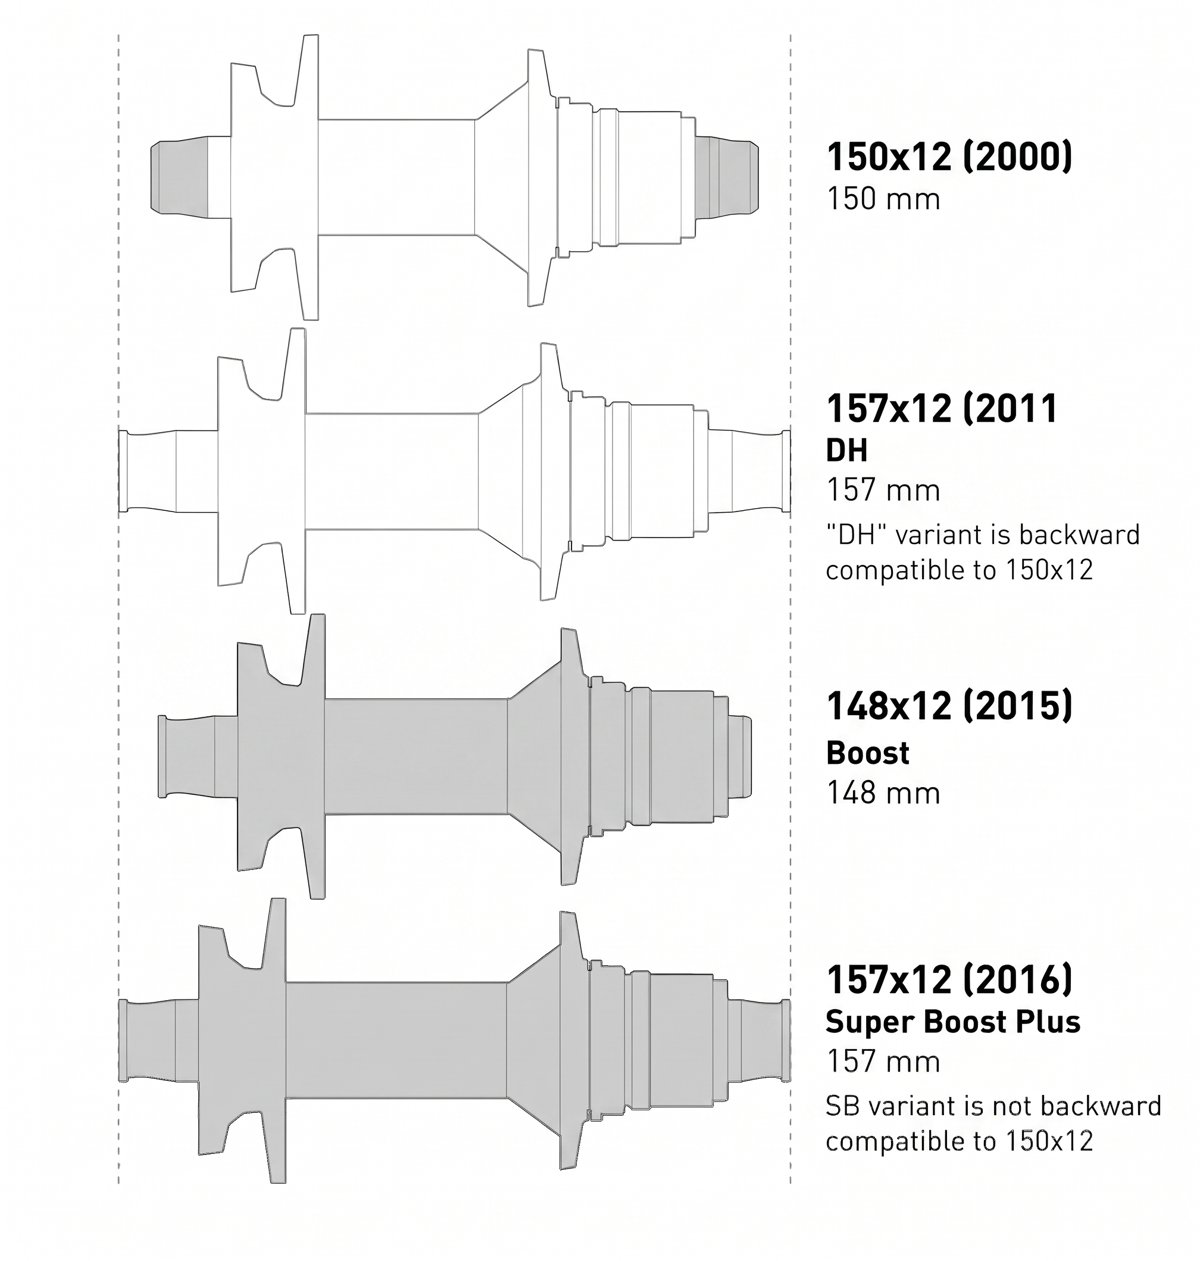 150x12 (2000)
150 mm
157x12 (2011
DH
157 mm
"DH" variant is backward
compatible to 150x12
148x12 (2015)
Boost
148 mm
157x12 (2016)
Super Boost Plus
157 mm
SB variant is not backward
compatible to 150x12